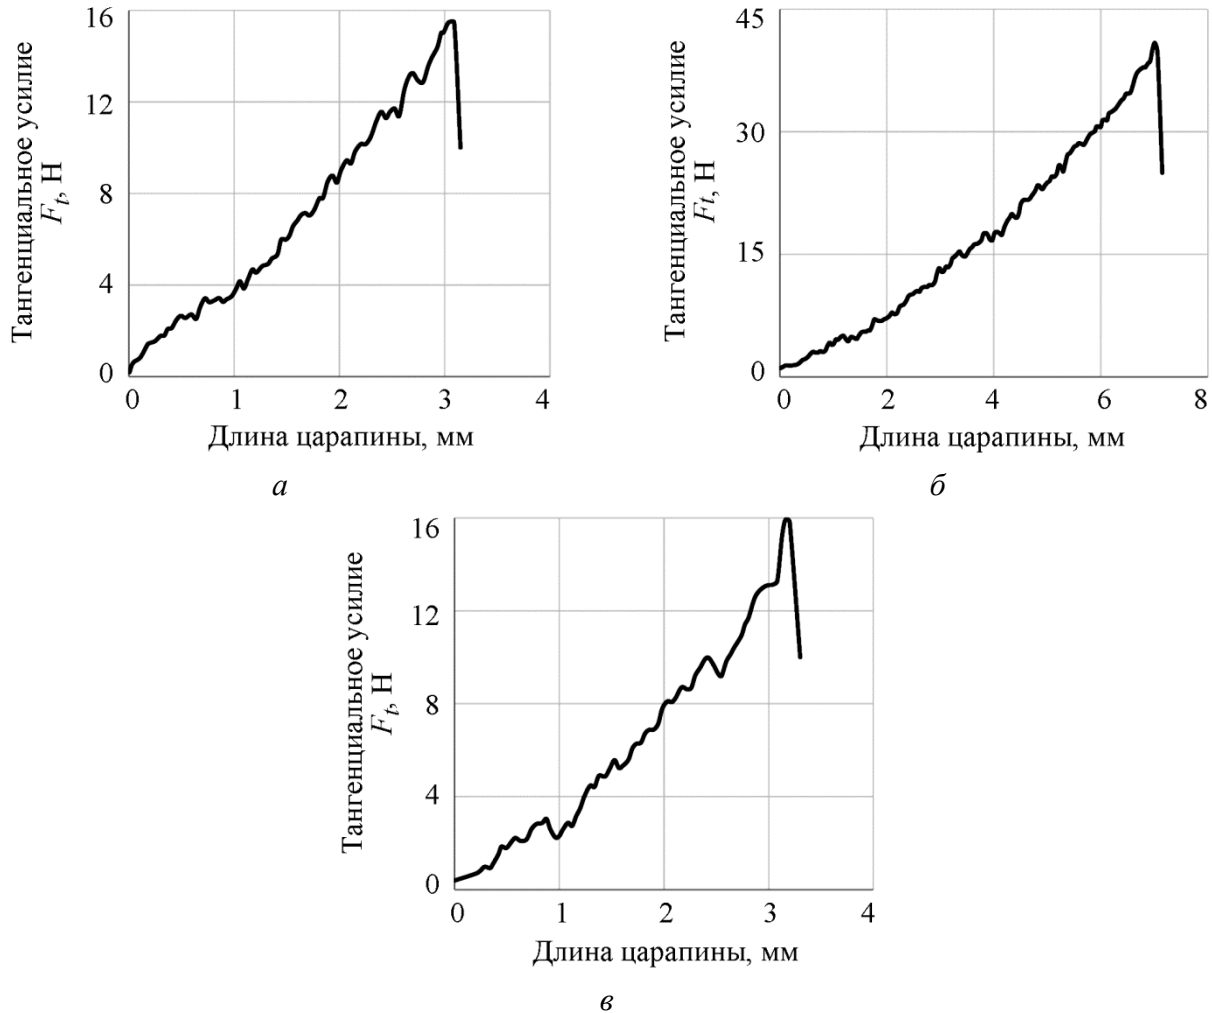 16
12
8
4
0
0 1 2 3 4
Тангенциальное усилие
Ft, Н
Длина царапины, мм
а
45
30
15
0
0 2 4 6 8
Тангенциальное усилие
Ft, Н
Длина царапины, мм
б
16
12
8
4
0
0 1 2 3 4
Тангенциальное усилие
Ft, Н
Длина царапины, мм
в